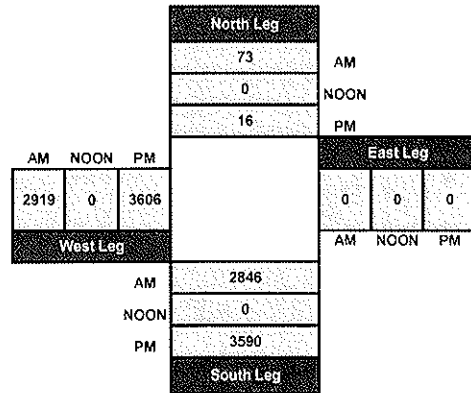 North Leg
73 AM
0 NOON
16 PM
AM NOON PM
East Leg
2919 0 3606
0 0 0
West Leg
AM NOON PM
AM 2846
NOON 0
PM 3590
South Leg